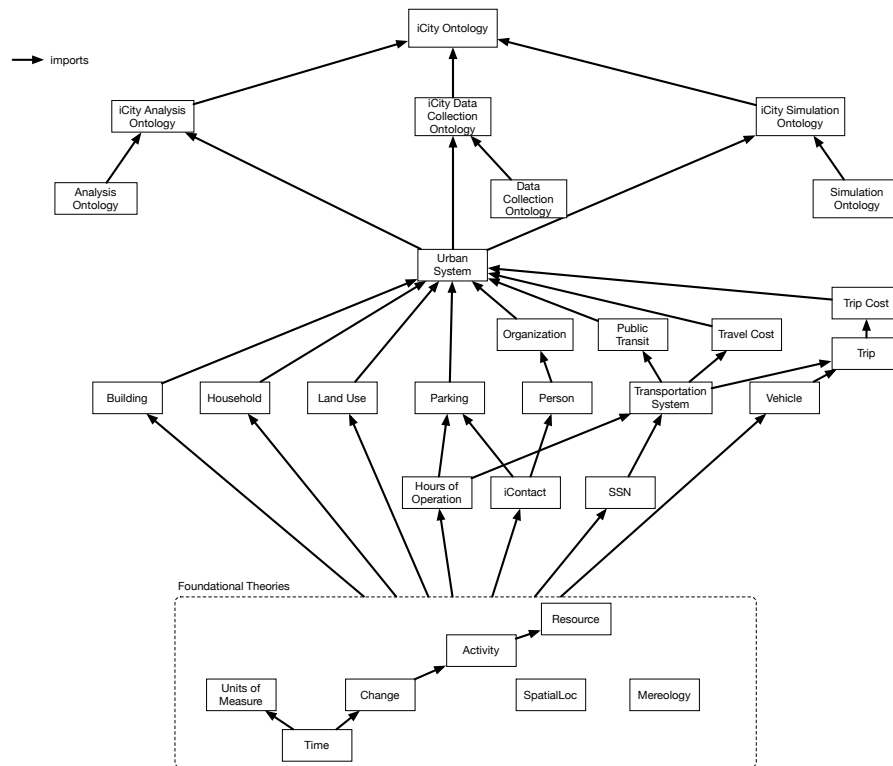 iCity Ontology
imports
iCity Analysis
Ontology
iCity Data
Collection
Ontology
iCity Simulation
Ontology
Analysis
Ontology
Data
Collection
Ontology
Simulation
Ontology
Urban
System
Trip Cost
Organization
Public
Transit
Travel Cost
Trip
Building
Household
Land Use
Parking
Person
Transportation
System
Vehicle
Hours of
Operation
iContact
SSN
Foundational Theories
Resource
Activity
Units of
Measure
Change
SpatialLoc
Mereology
Time